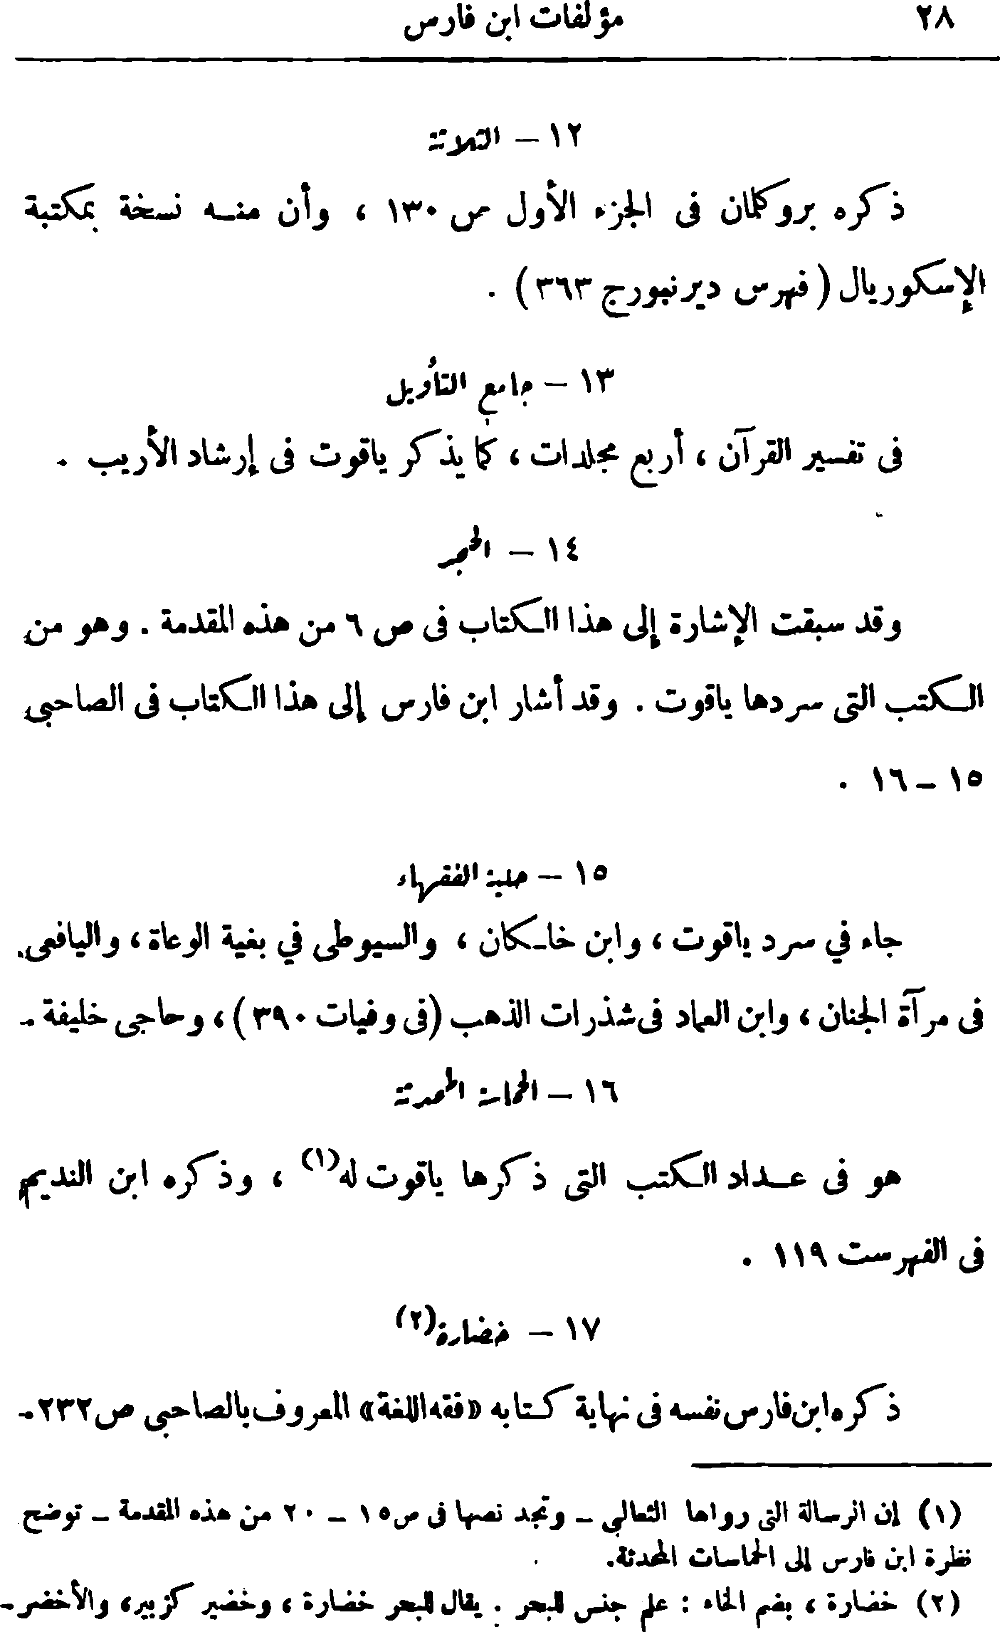 ٢٨ مؤلفات ابن فارس
١٢ – الثلاثة
ذكره بروكلمان فى الجزء الأول ص ١٣٠ ، وأن منه نسخة بمكتبة
الإسكوريال ( فهرس ديرنبورج ٣٦٣ ) .
١٣ – جامع التأويل
فى تفسير القرآن ، أربع مجلدات ، كما يذكر ياقوت فى إرشاد الأريب .
١٤ – الحجر
وقد سبقت الإشارة إلى هذا الكتاب فى ص ٦ من هذه المقدمة . وهو من
الكتب التى سردها ياقوت . وقد أشار ابن فارس إلى هذا الكتاب فى الصاحبى
١٥ – ١٦ .
١٥ – حلية الفقهاء
جاء في سرد ياقوت ، وابن خلكان ، والسيوطى في بغية الوعاة ، واليافعى
فى مرآة الجنان ، وابن العماد فى شذرات الذهب (فى وفيات ٣٩٠) ، وحاجى خليفة .
١٦ – الحماسة المحدثة
هو فى عداد الكتب التى ذكرها ياقوت له(١) ، وذكره ابن النديم
فى الفهرست ١١٩ .
١٧ – خضارة(٢)
ذكره ابن فارس نفسه فى نهاية كتابه «فقه اللغة» المعروف بالصاحبى ص ٢٣٢ .
(١) إن الرسالة التى رواها الثعالبي – وتجد نصها فى ص ١٥ – ٢٠ من هذه المقدمة – توضح
نظرة ابن فارس إلى الحماسات المحدثة.
(٢) خضارة ، بضم الخاء : علم جنس للبحر . يقال للبحر خضارة ، وخضير كزبير، والأخضر .